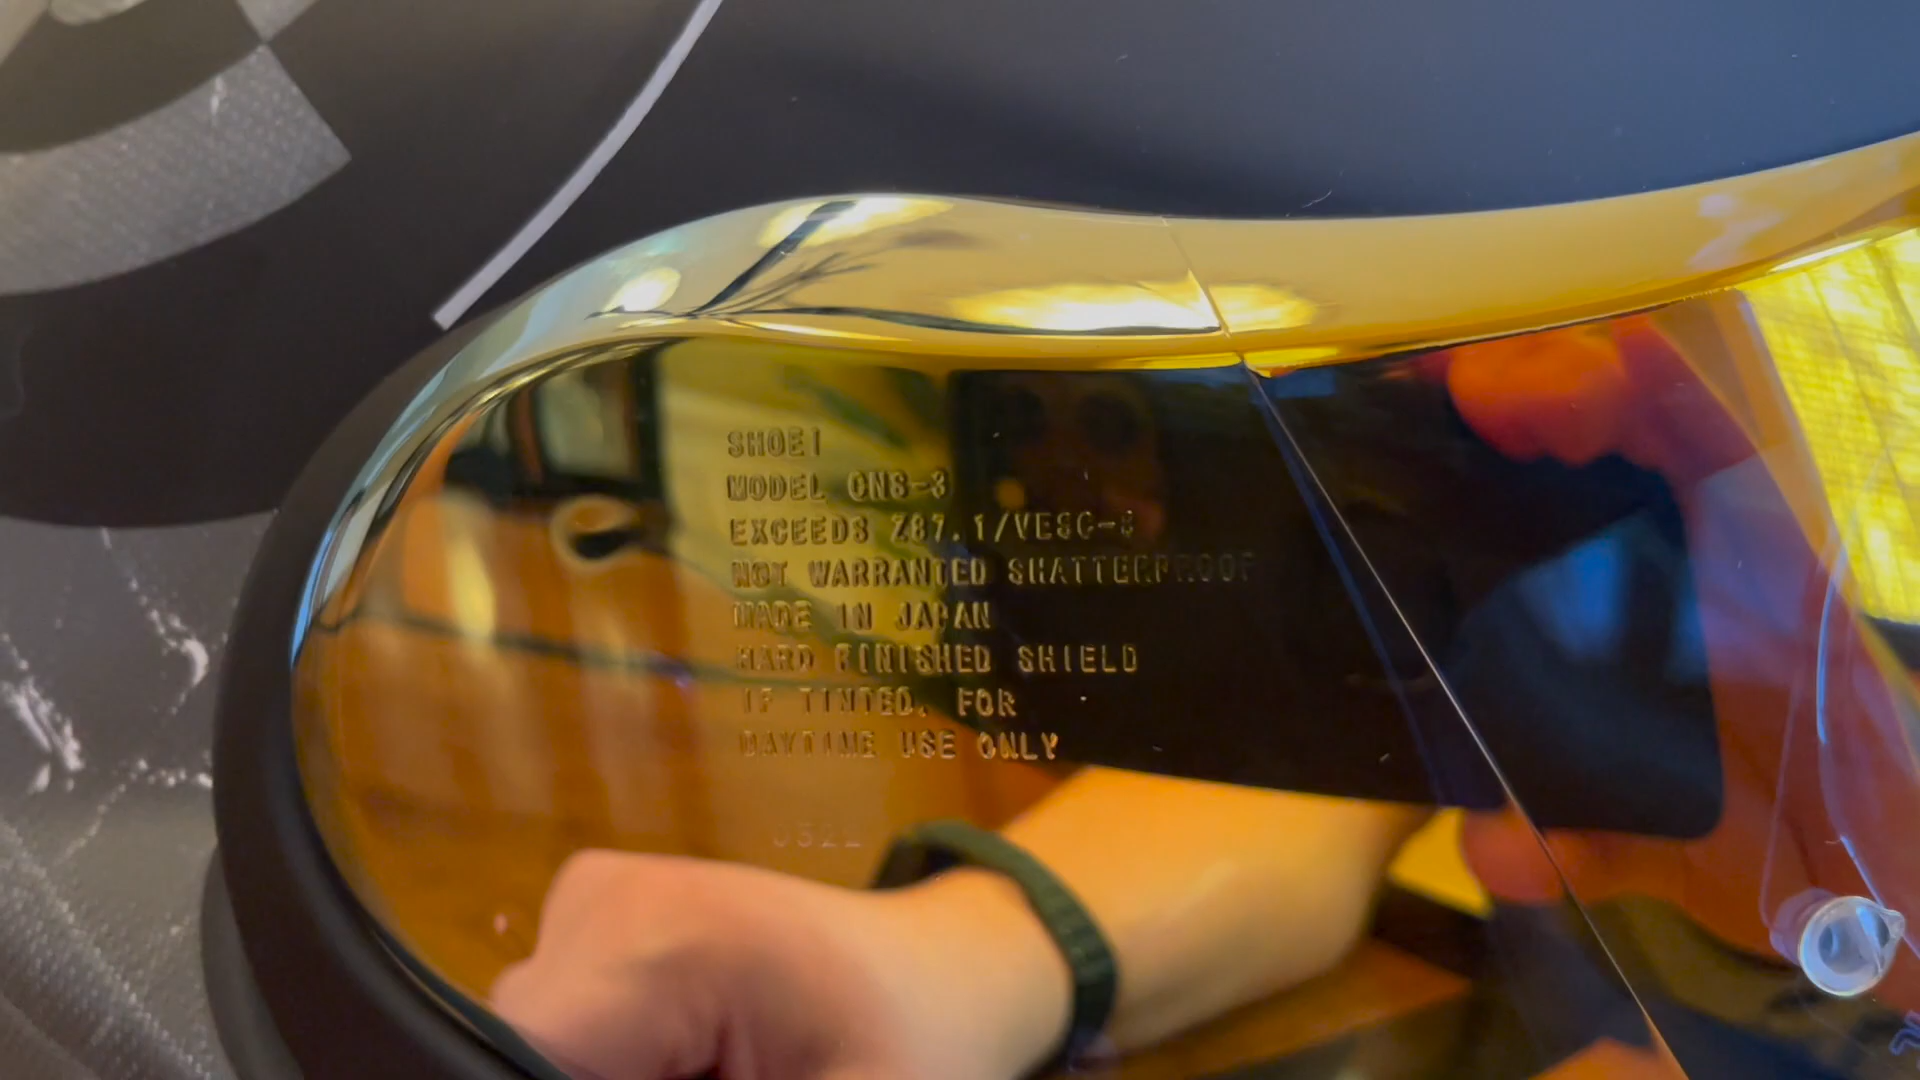 SHOEI
MODEL CNS-3
EXCEEDS Z87.1/VESC-8
NOT WARRANTED SHATTERPROOF
MADE IN JAPAN
HARD FINISHED SHIELD
IF TINTED, FOR
DAYTIME USE ONLY